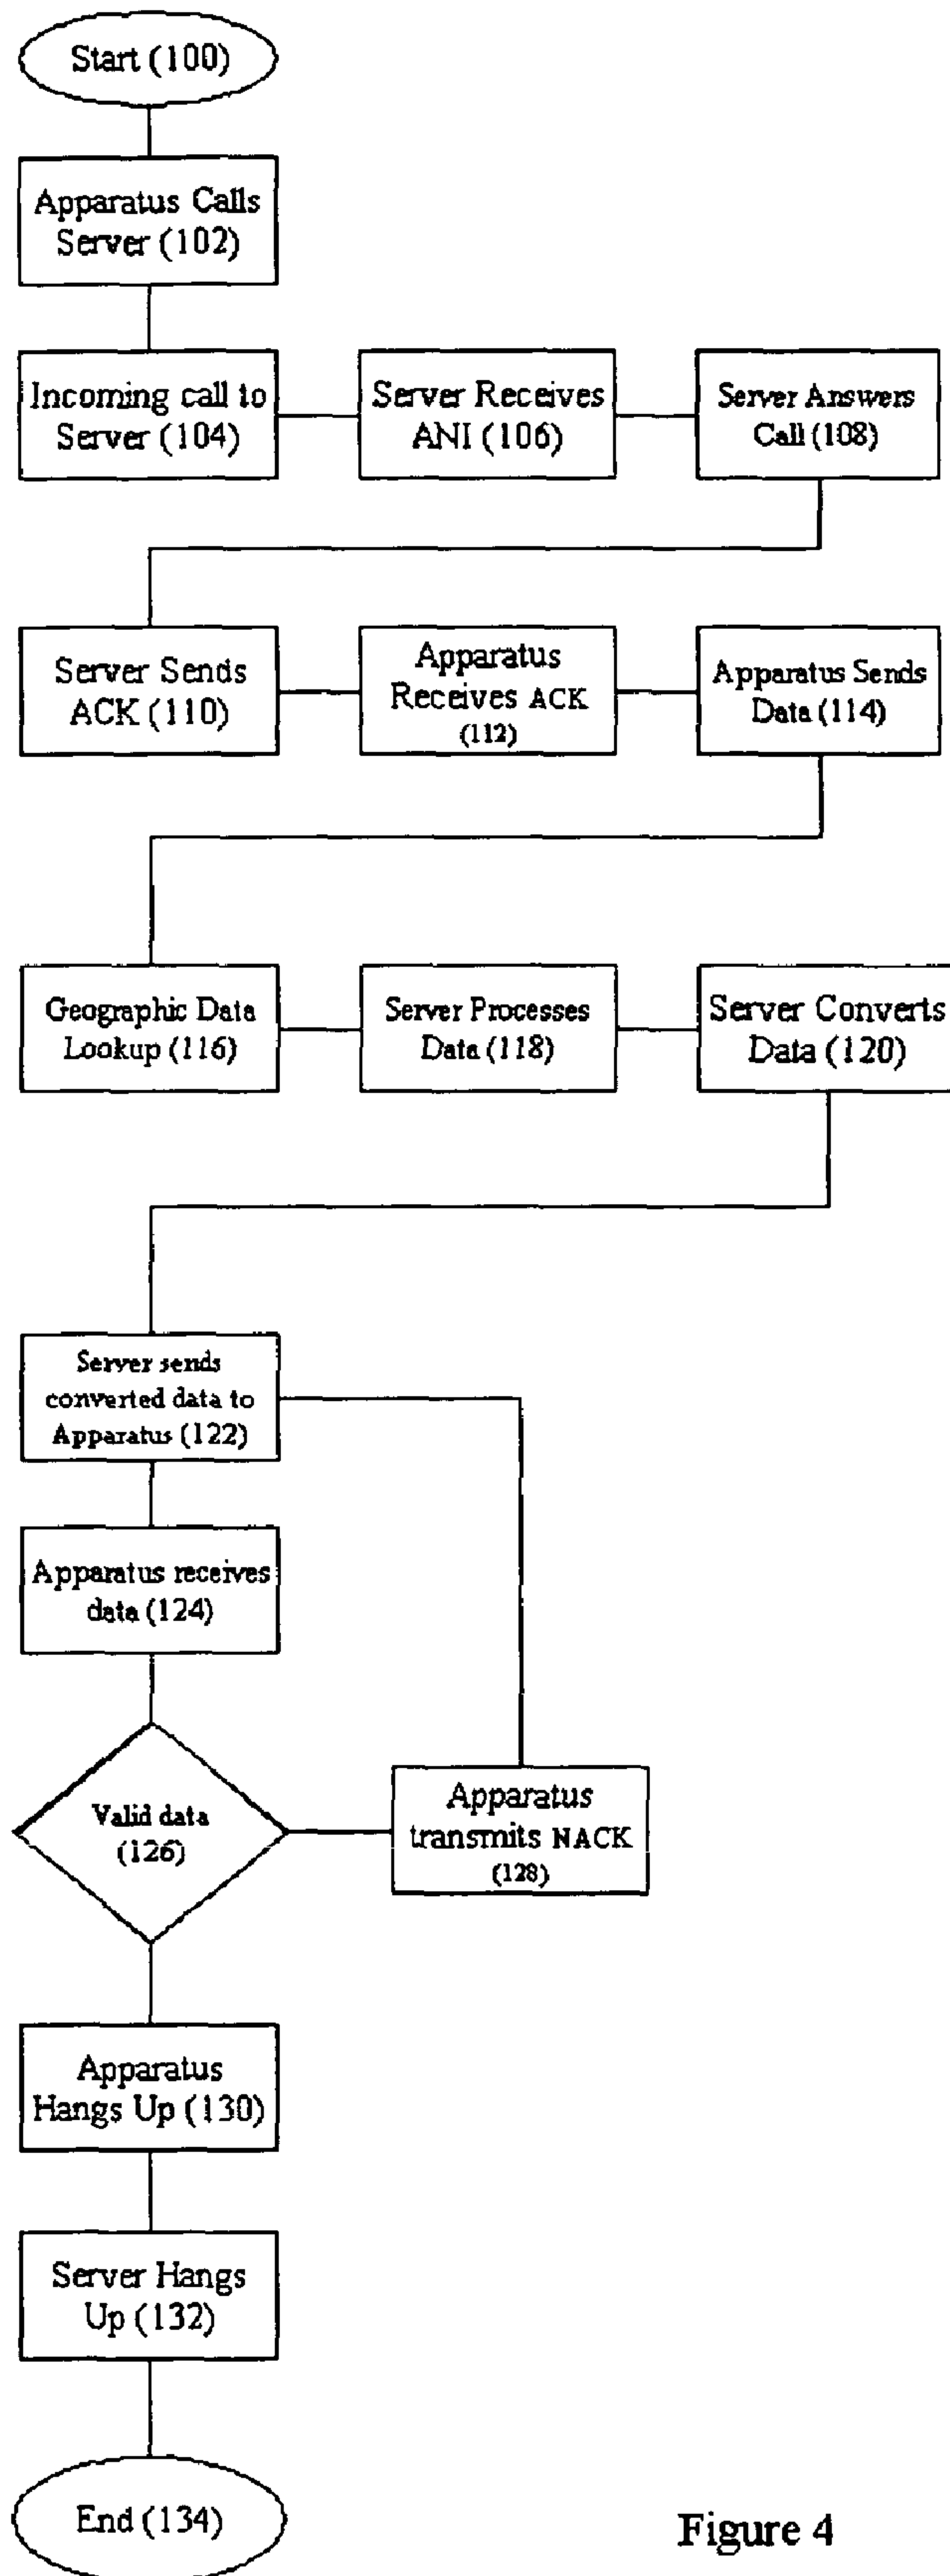 Start (100)
Apparatus Calls
Server (102)
Incoming call to
Server (104)
Server Receives
ANI (106)
Server Answers
Call (108)
Server Sends
ACK (110)
Apparatus
Receives ACK
(112)
Apparatus Sends
Data (114)
Geographic Data
Lookup (116)
Server Processes
Data (118)
Server Converts
Data (120)
Server sends
converted data to
Apparatus (122)
Apparatus receives
data (124)
Valid data
(126)
Apparatus
transmits NACK
(128)
Apparatus
Hangs Up (130)
Server Hangs
Up (132)
End (134)
Figure 4